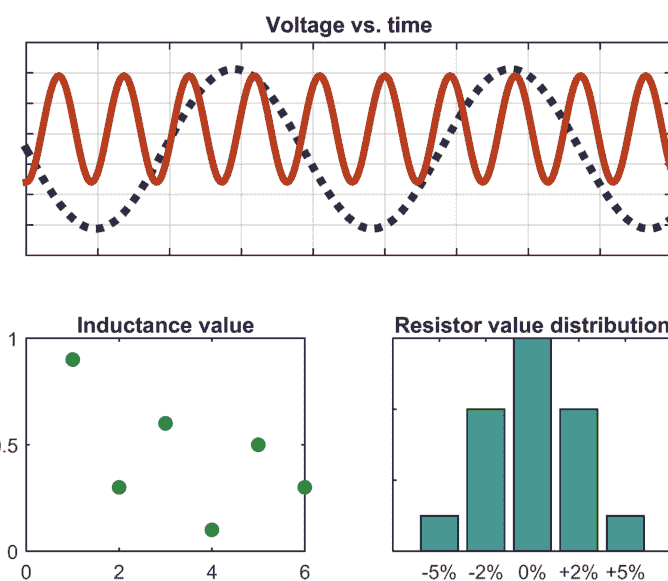 Voltage vs. time
Inductance value
Resistor value distribution
1
0.5
0
0 2 4 6
-5% -2% 0% +2% +5%